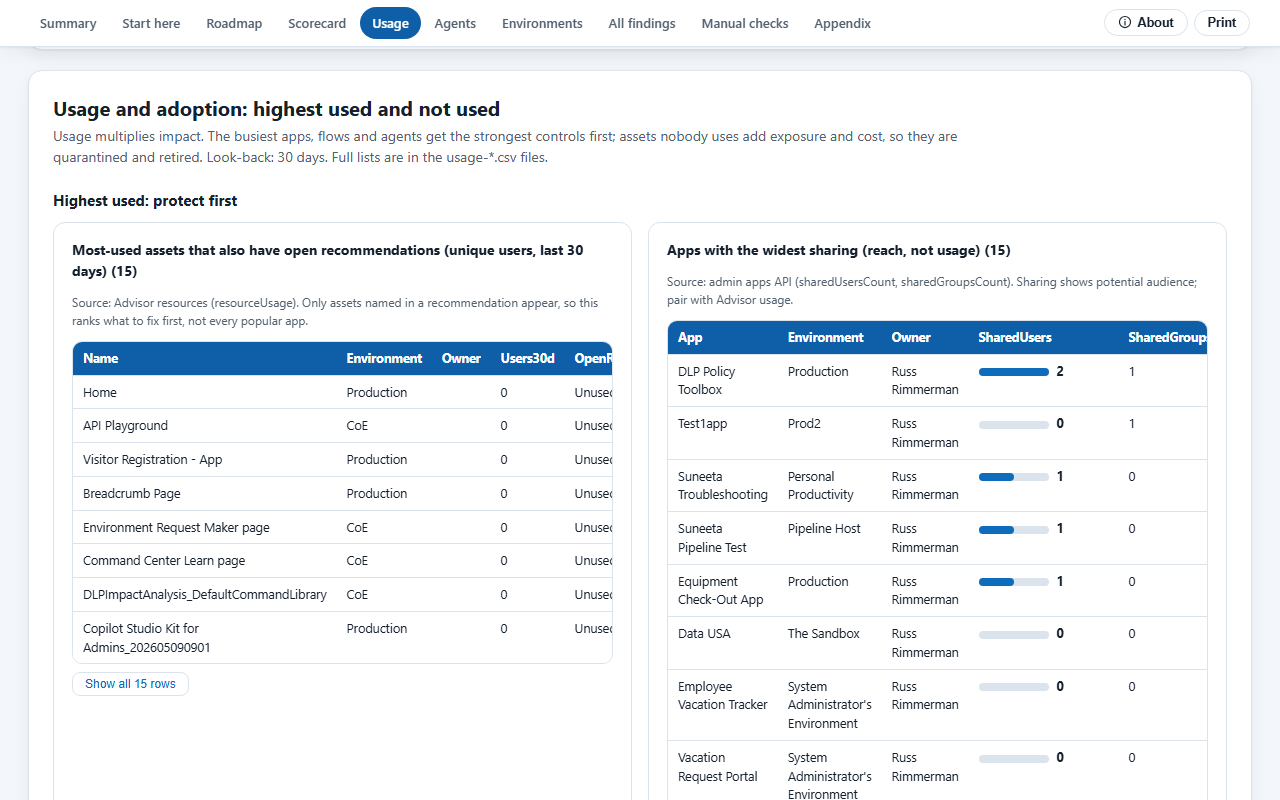 Summary
Start here
Roadmap
Scorecard
Usage
Agents
Environments
All findings
Manual checks
Appendix
About
Print
Usage and adoption: highest used and not used
Usage multiplies impact. The busiest apps, flows and agents get the strongest controls first; assets nobody uses add exposure and cost, so they are
quarantined and retired. Look-back: 30 days. Full lists are in the usage-*.csv files.
Highest used: protect first
Most-used assets that also have open recommendations (unique users, last 30
days) (15)
Source: Advisor resources (resourceUsage). Only assets named in a recommendation appear, so this
ranks what to fix first, not every popular app.
Name Environment Owner Users30d OpenR
Home Production 0 Unused
API Playground CoE 0 Unused
Visitor Registration - App Production 0 Unused
Breadcrumb Page Production 0 Unused
Environment Request Maker page CoE 0 Unused
Command Center Learn page CoE 0 Unused
DLPImpactAnalysis_DefaultCommandLibrary CoE 0 Unused
Copilot Studio Kit for Production 0 Unused
Admins_202605090901
Show all 15 rows
Apps with the widest sharing (reach, not usage) (15)
Source: admin apps API (sharedUsersCount, sharedGroupsCount). Sharing shows potential audience;
pair with Advisor usage.
App Environment Owner SharedUsers SharedGroups
DLP Policy Production Russ 2 1
Toolbox Rimmerman
Test1app Prod2 Russ 0 1
Rimmerman
Suneeta Personal Russ 1 0
Troubleshooting Productivity Rimmerman
Suneeta Pipeline Host Russ 1 0
Pipeline Test Rimmerman
Equipment Production Russ 1 0
Check-Out App Rimmerman
Data USA The Sandbox Russ 0 0
Rimmerman
Employee System Russ 0 0
Vacation Tracker Administrator's Rimmerman
Environment
Vacation System Russ 0 0
Request Portal Administrator's Rimmerman
Environment